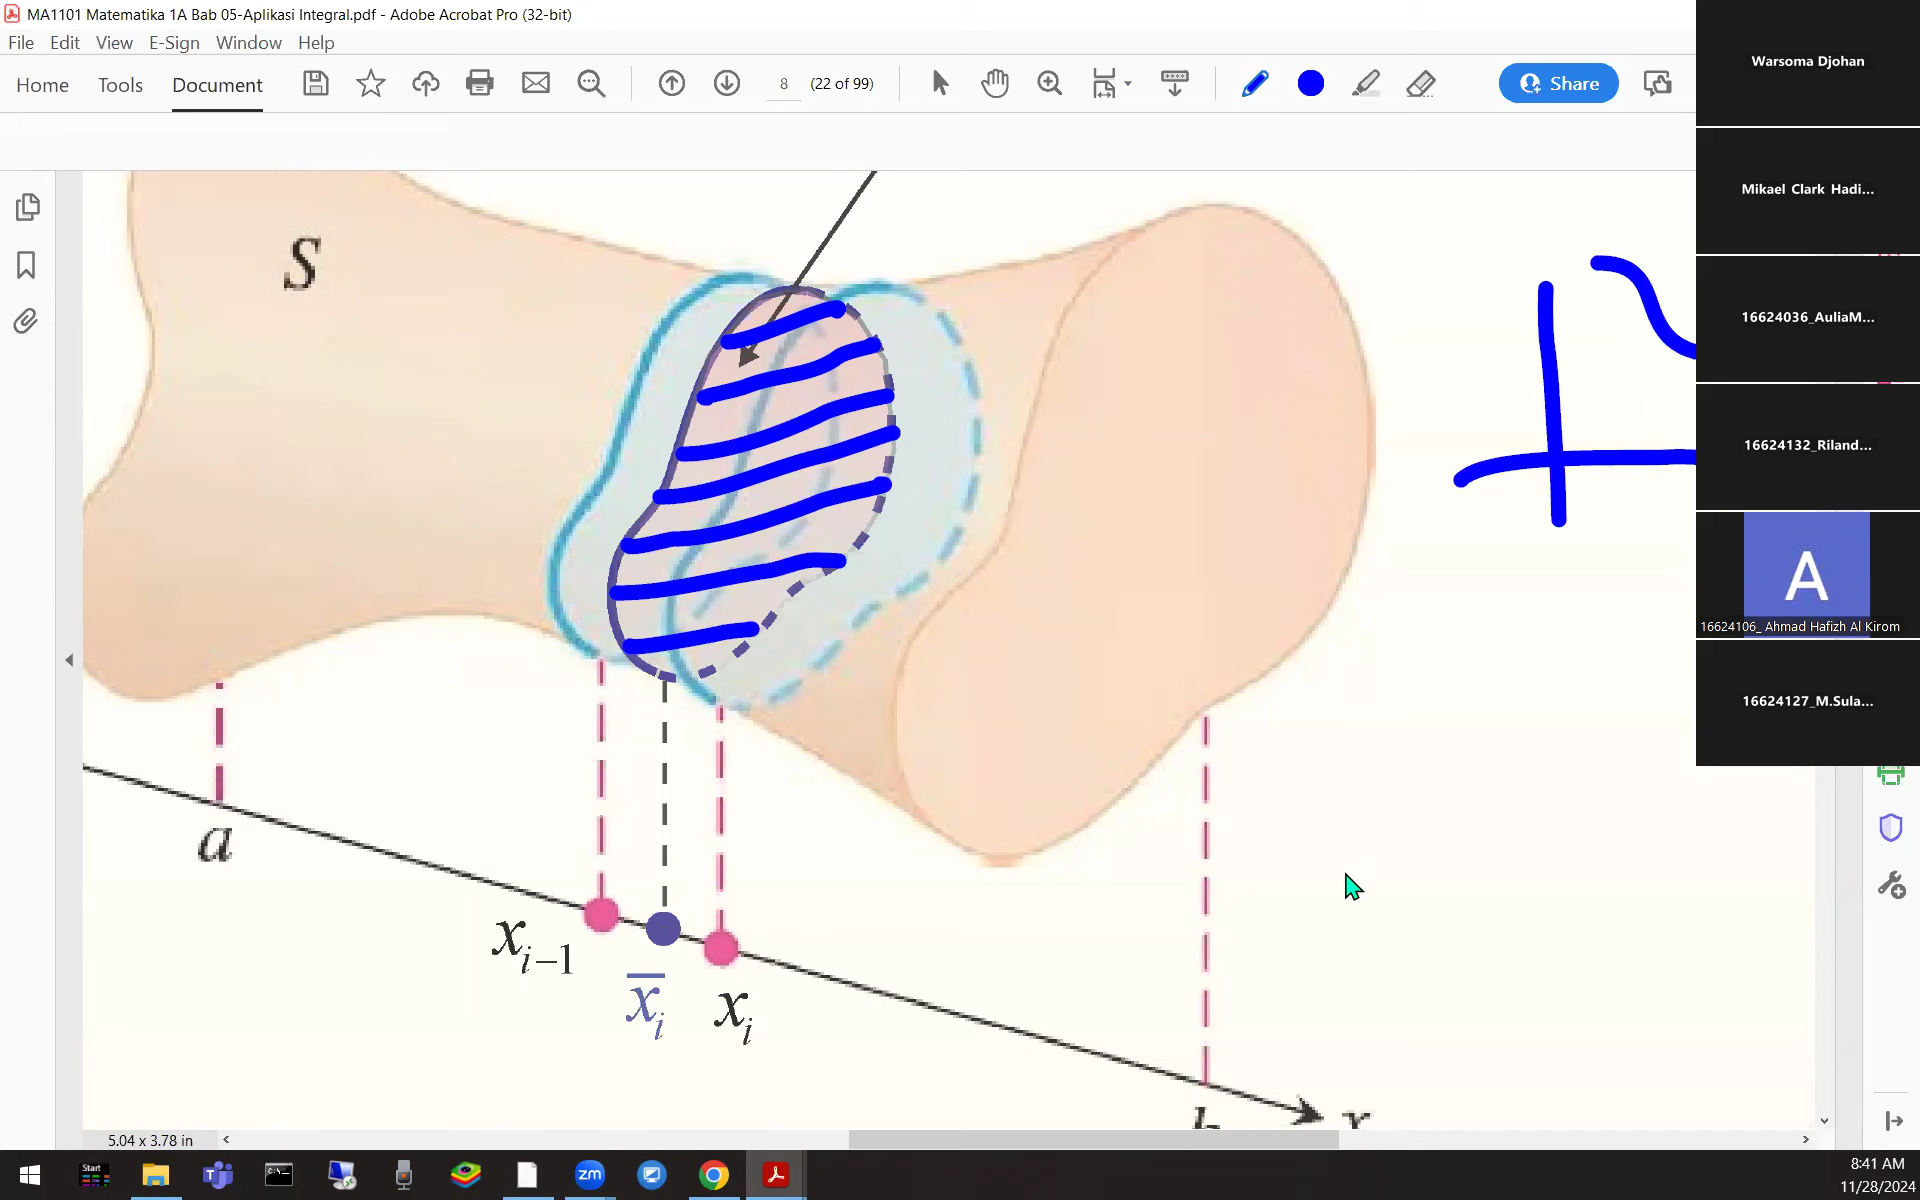 MA1101 Matematika 1A Bab 05-Aplikasi Integral.pdf - Adobe Acrobat Pro (32-bit)
File Edit View E-Sign Window Help
Home Tools Document 8 (22 of 99) Share
Warsoma Djohan
Mikael Clark Hadi...
16624036_AuliaM...
16624132_Riland...
A
16624106_ Ahmad Hafizh Al Kirom
16624127_M.Sula...
S
a
x_{i-1}
x̄_i
x_i
b
x
5.04 x 3.78 in
Start
zm
8:41 AM
11/28/2024